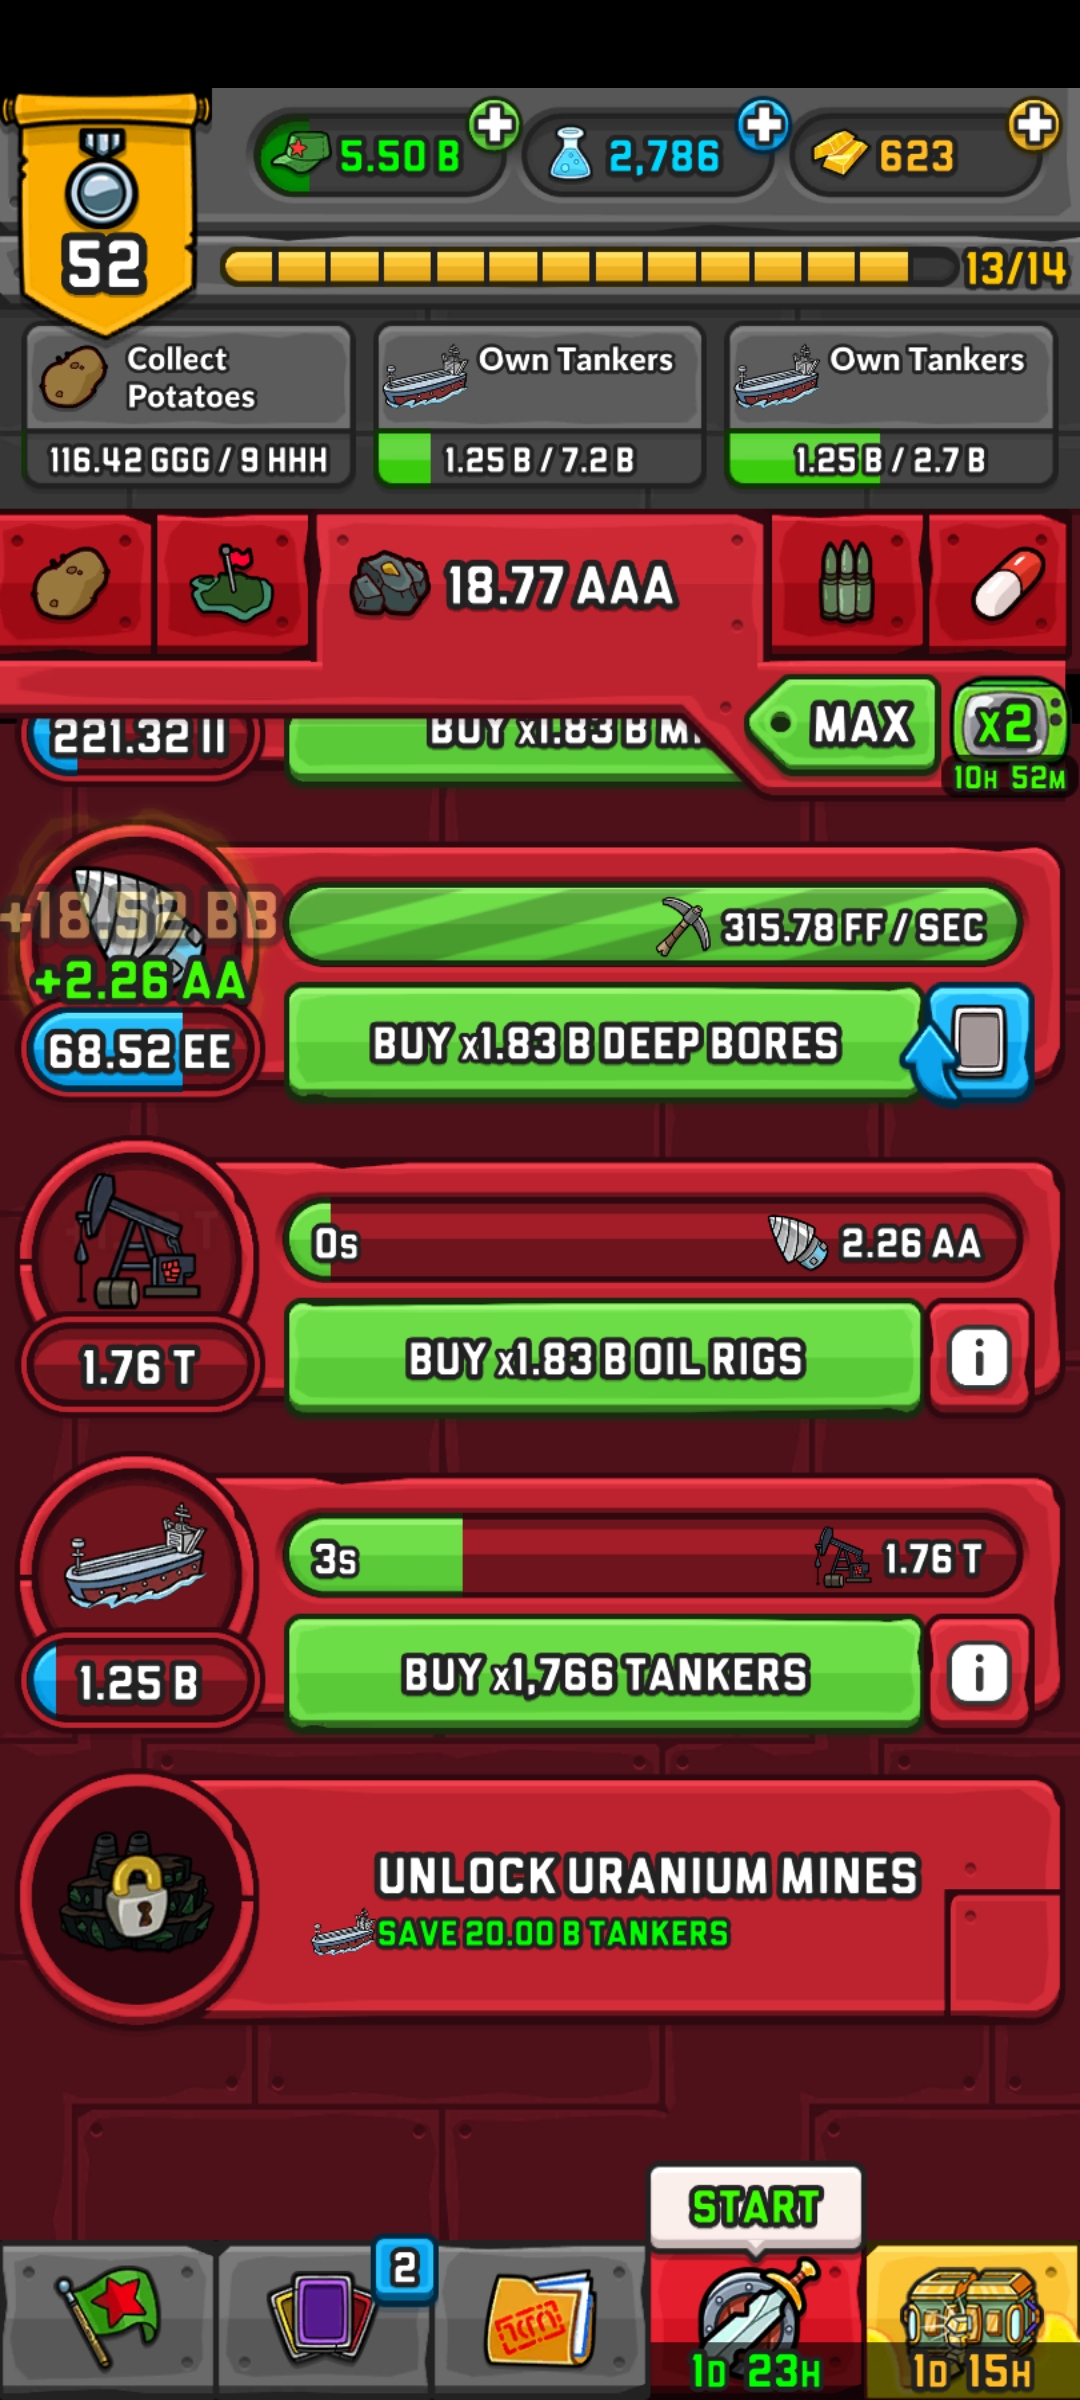 52
5.50 B
2,786
623
13/14
Collect
Potatoes
116.42 GGG / 9 HHH
Own Tankers
1.25 B / 7.2 B
Own Tankers
1.25 B / 2.7 B
18.77 AAA
MAX
X2
10H 52M
221.32 II
BUY x1.83 B
+18.52 BB
+2.26 AA
68.52 EE
315.78 FF / SEC
BUY x1.83 B DEEP BORES
0s
2.26 AA
1.76 T
BUY x1.83 B OIL RIGS
i
3s
1.76 T
1.25 B
BUY x1,766 TANKERS
i
UNLOCK URANIUM MINES
SAVE 20.00 B TANKERS
START
2
1D 23H
1D 15H